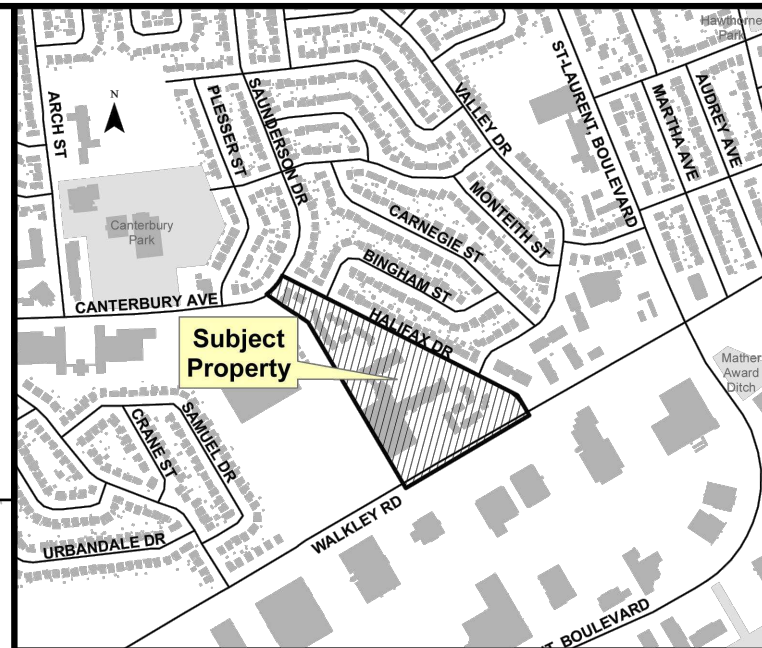 Hawthorne
Park
ARCH ST
N
PLESSER ST
SAUNDERSON DR
VALLEY DR
ST-LAURENT, BOULEVARD
MARTHA AVE
AUDREY AVE
Canterbury
Park
CARNEGIE ST
MONTEITH ST
BINGHAM ST
CANTERBURY AVE
HALIFAX DR
Subject
Property
Mather
Award
Ditch
CRANE ST
SAMUEL DR
WALKLEY RD
URBANDALE DR
T, BOULEVARD